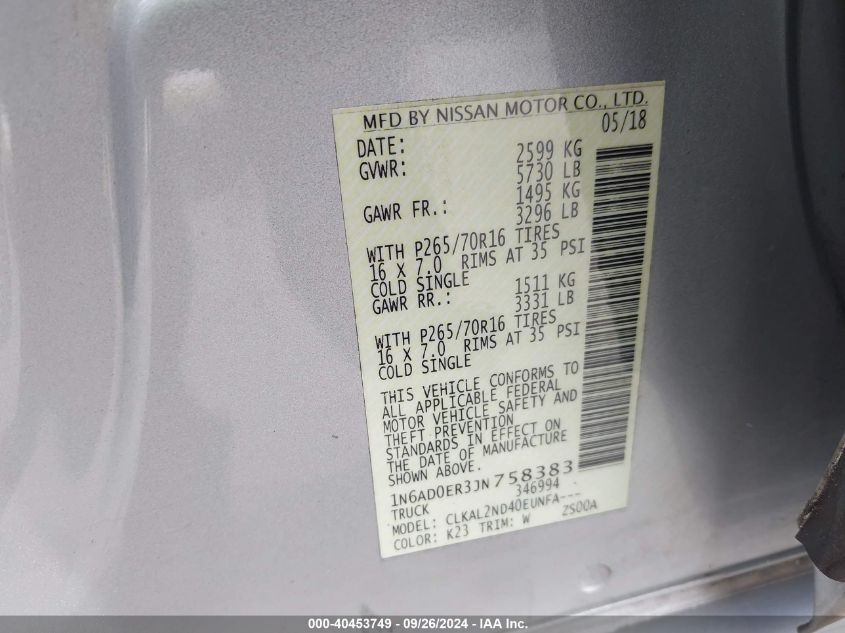 MFD BY NISSAN MOTOR CO., LTD.
DATE: 05/18
GVWR: 2599 KG
5730 LB
GAWR FR.: 1495 KG
3296 LB
WITH P265/70R16 TIRES
16 X 7.0 RIMS AT 35 PSI
COLD SINGLE
GAWR RR.: 1511 KG
3331 LB
WITH P265/70R16 TIRES
16 X 7.0 RIMS AT 35 PSI
COLD SINGLE
THIS VEHICLE CONFORMS TO
ALL APPLICABLE FEDERAL
MOTOR VEHICLE SAFETY AND
THEFT PREVENTION
STANDARDS IN EFFECT ON
THE DATE OF MANUFACTURE
SHOWN ABOVE.
1N6AD0ER3JN758383
TRUCK 346994
MODEL: CLKAL2ND40EUNFA---
COLOR: K23 TRIM: W ZS00A
000-40453749 - 09/26/2024 - IAA Inc.